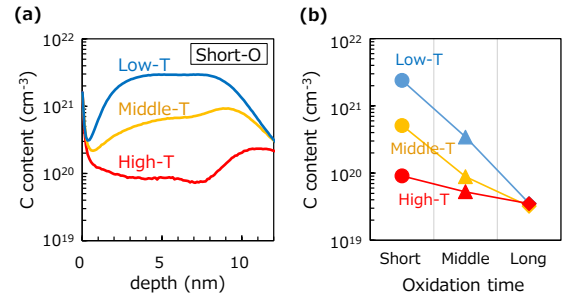 (a)
Short-O
C content (cm⁻³)
10²²
10²¹
10²⁰
10¹⁹
Low-T
Middle-T
High-T
0
5
10
depth (nm)
(b)
C content (cm⁻³)
10²²
10²¹
10²⁰
10¹⁹
Low-T
Middle-T
High-T
Short
Middle
Long
Oxidation time